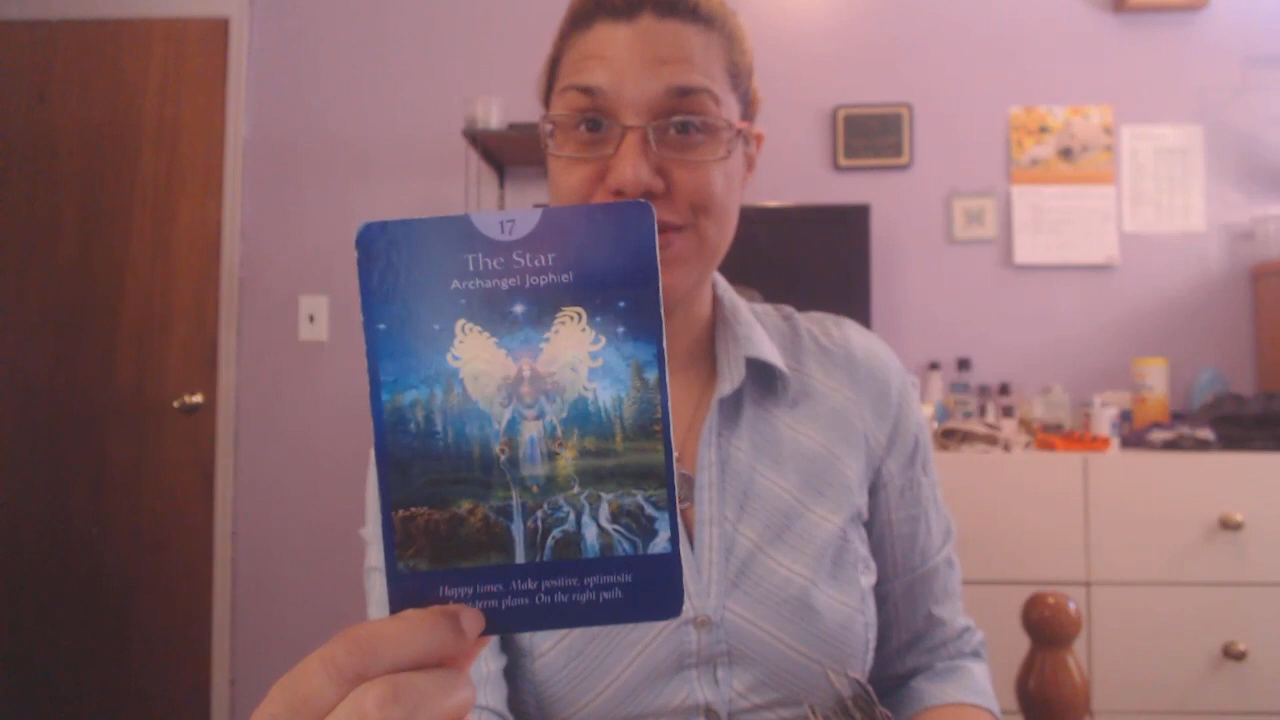 17
The Star
Archangel Jophiel
Happy times. Make positive, optimistic
term plans. On the right path.